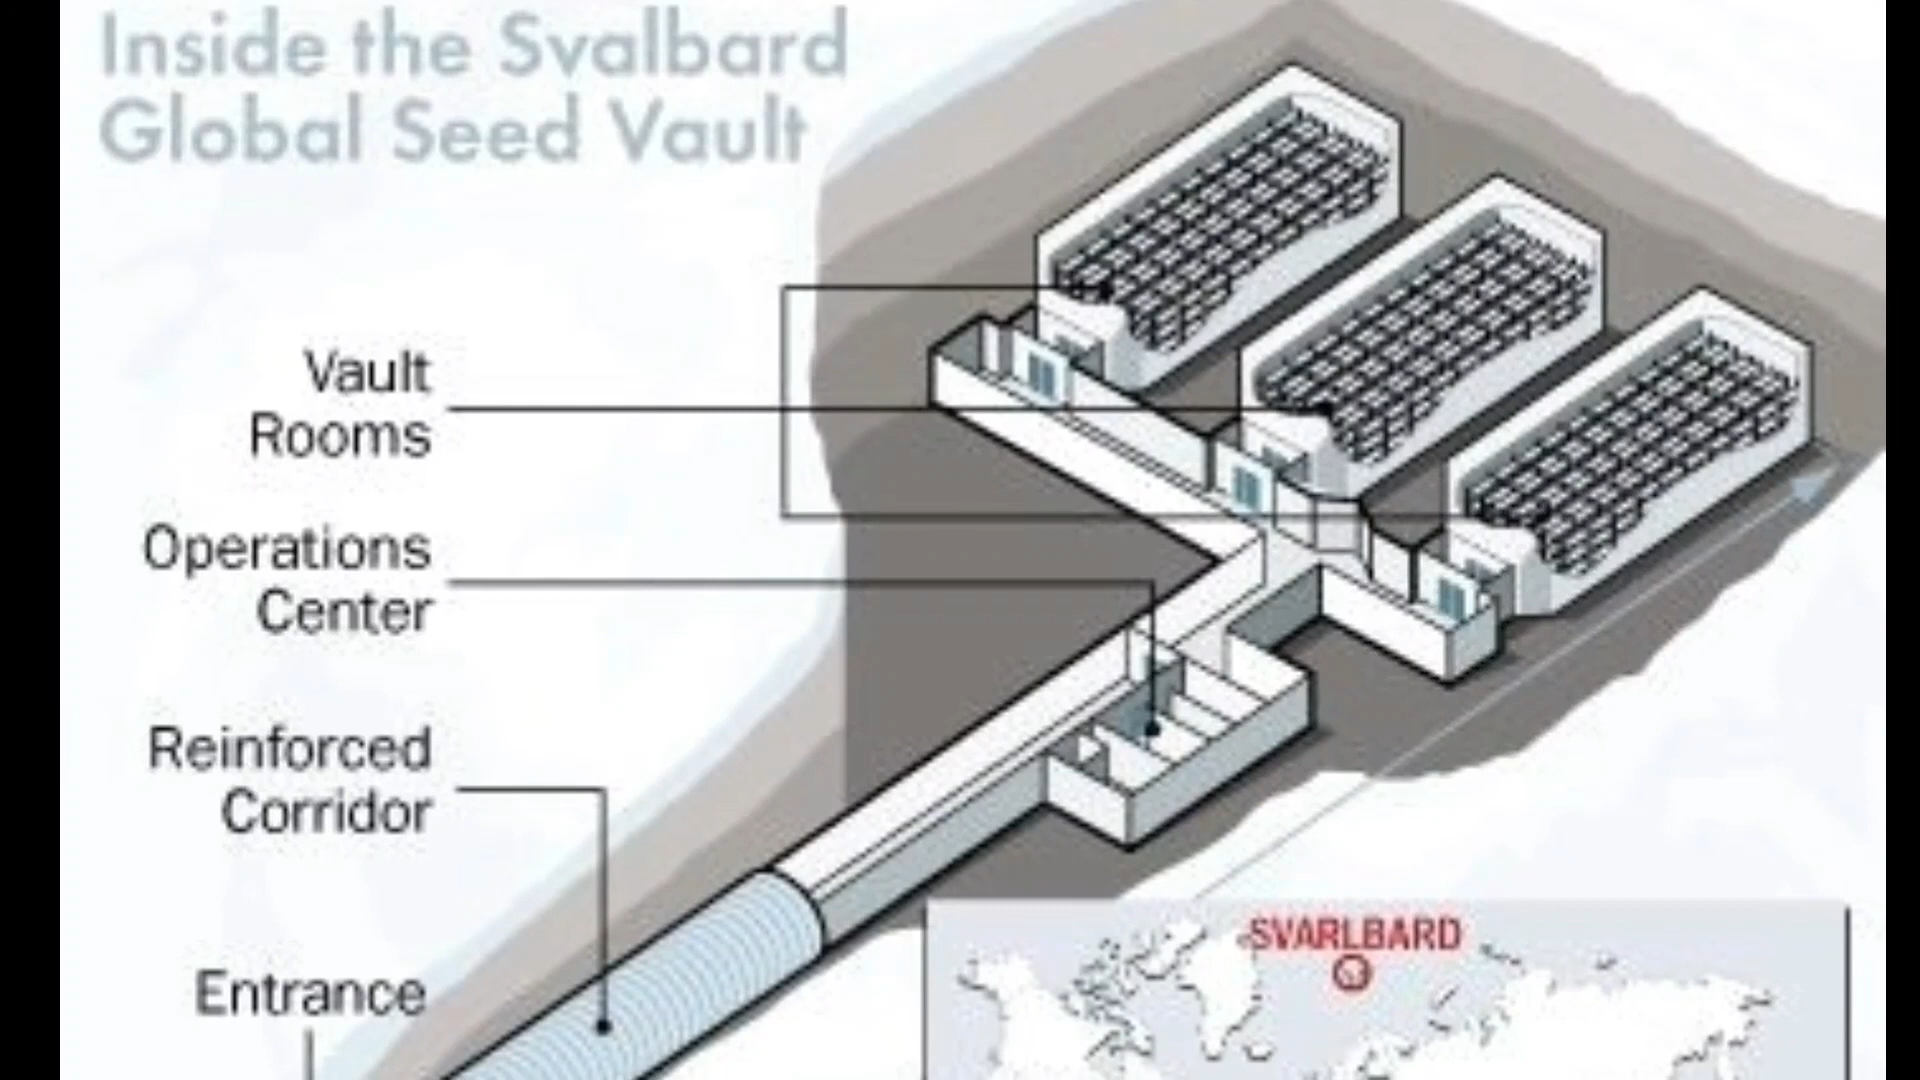 Inside the Svalbard
Global Seed Vault
Vault
Rooms
Operations
Center
Reinforced
Corridor
Entrance
SVARLBARD